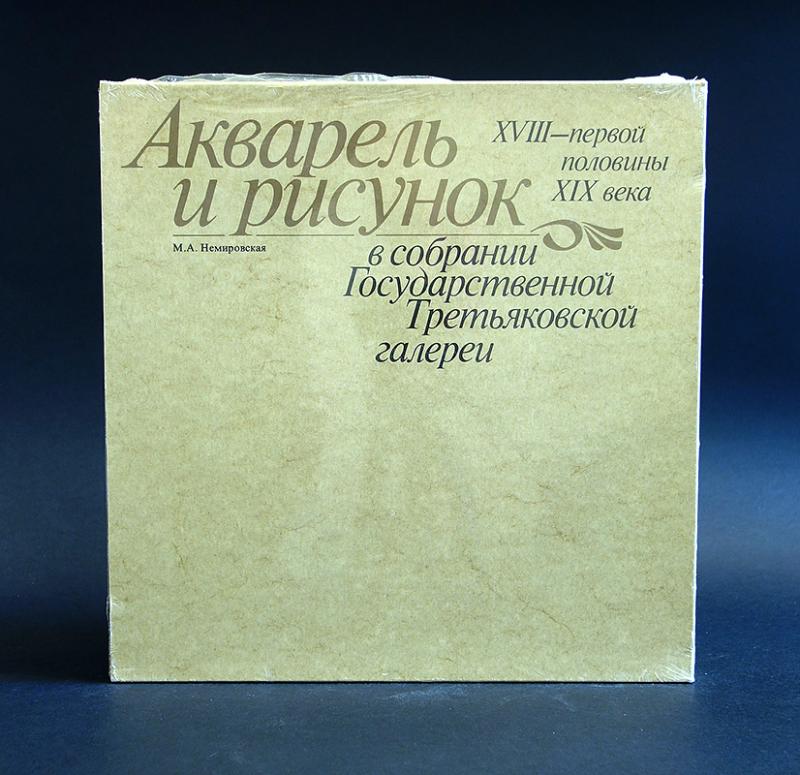 Акварель
и рисунок
XVIII—первой
половины
XIX века
М.А. Немировская
в собрании
Государственной
Третьяковской
галереи